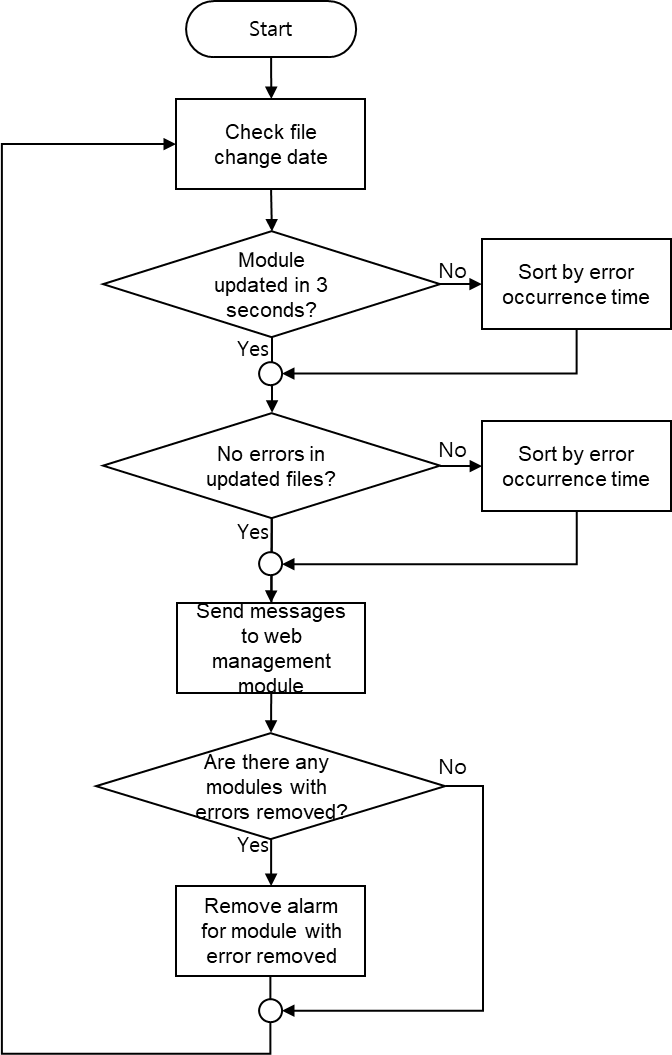 Start
Check file
change date
Module
updated in 3
seconds?
No
Sort by error
occurrence time
Yes
No errors in
updated files?
No
Sort by error
occurrence time
Yes
Send messages
to web
management
module
Are there any
modules with
errors removed?
No
Yes
Remove alarm
for module with
error removed